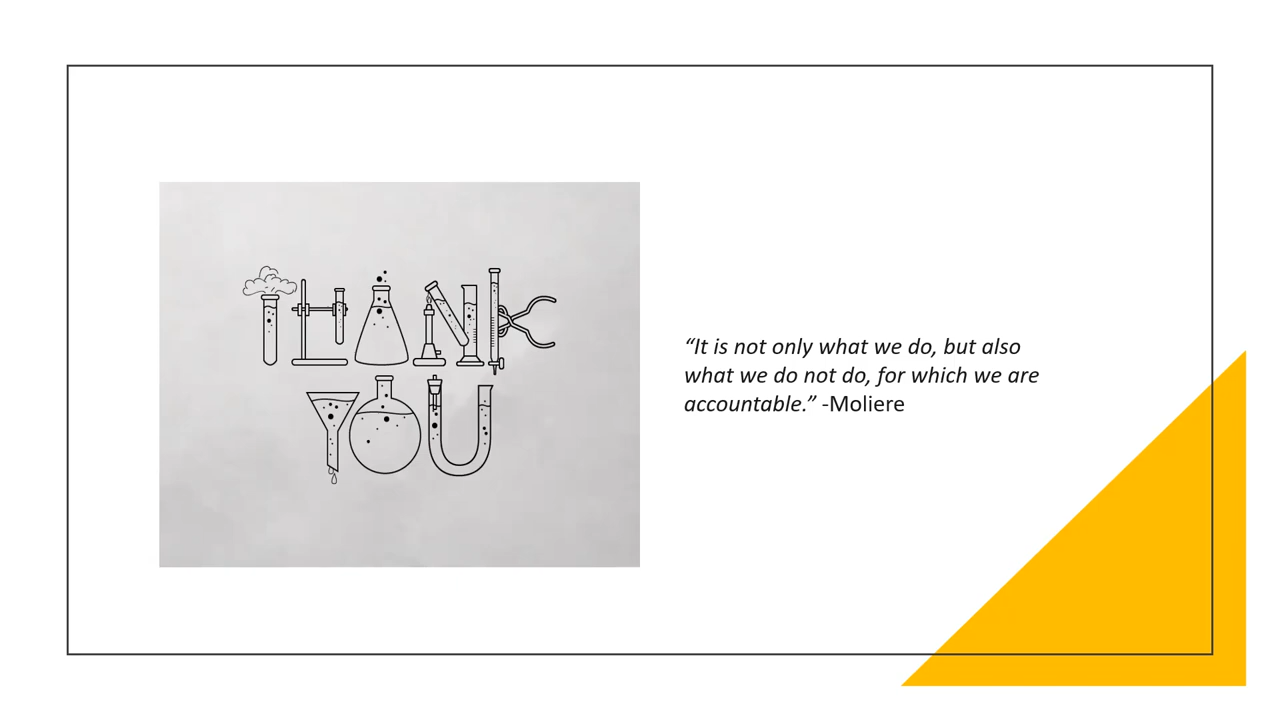 THANK
YOU
“It is not only what we do, but also
what we do not do, for which we are
accountable.” -Moliere